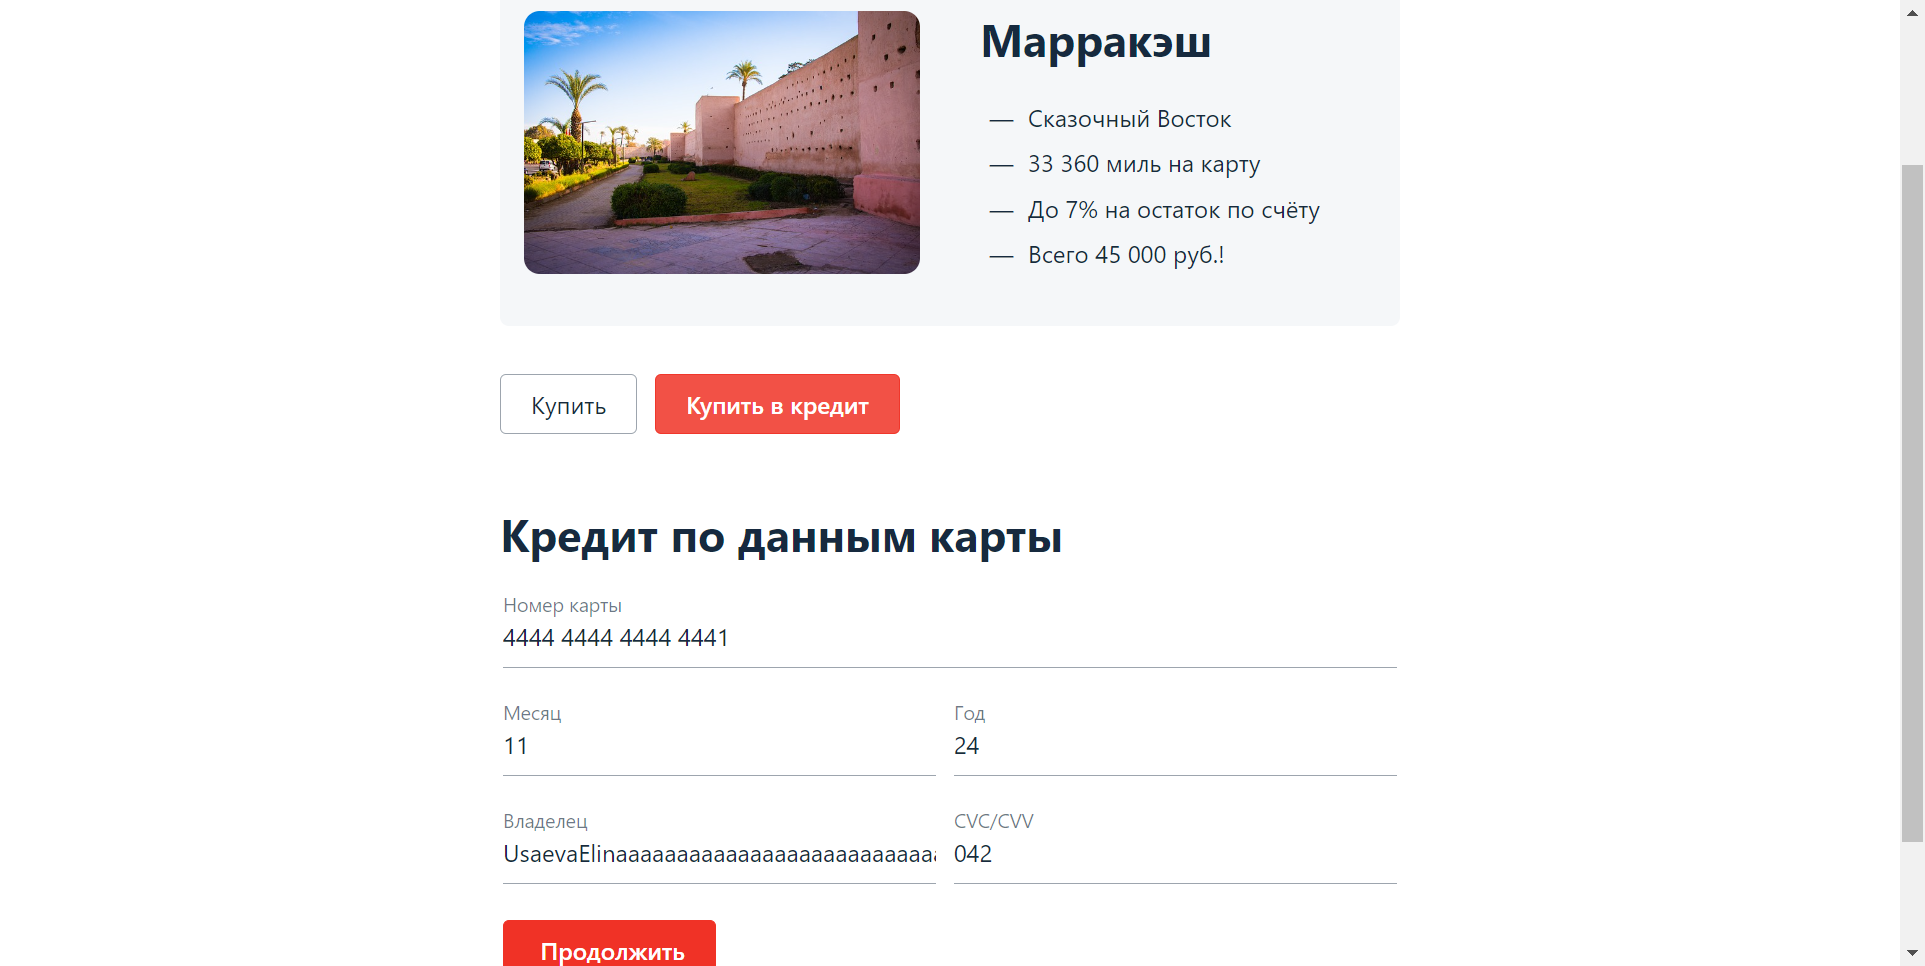 Марракэш
— Сказочный Восток
— 33 360 миль на карту
— До 7% на остаток по счёту
— Всего 45 000 руб.!
Купить
Купить в кредит
Кредит по данным карты
Номер карты
4444 4444 4444 4441
Месяц
Год
11
24
Владелец
CVC/CVV
UsaevaElinaaaaaaaaaaaaaaaaaaaaaaaaaaa
042
Продолжить